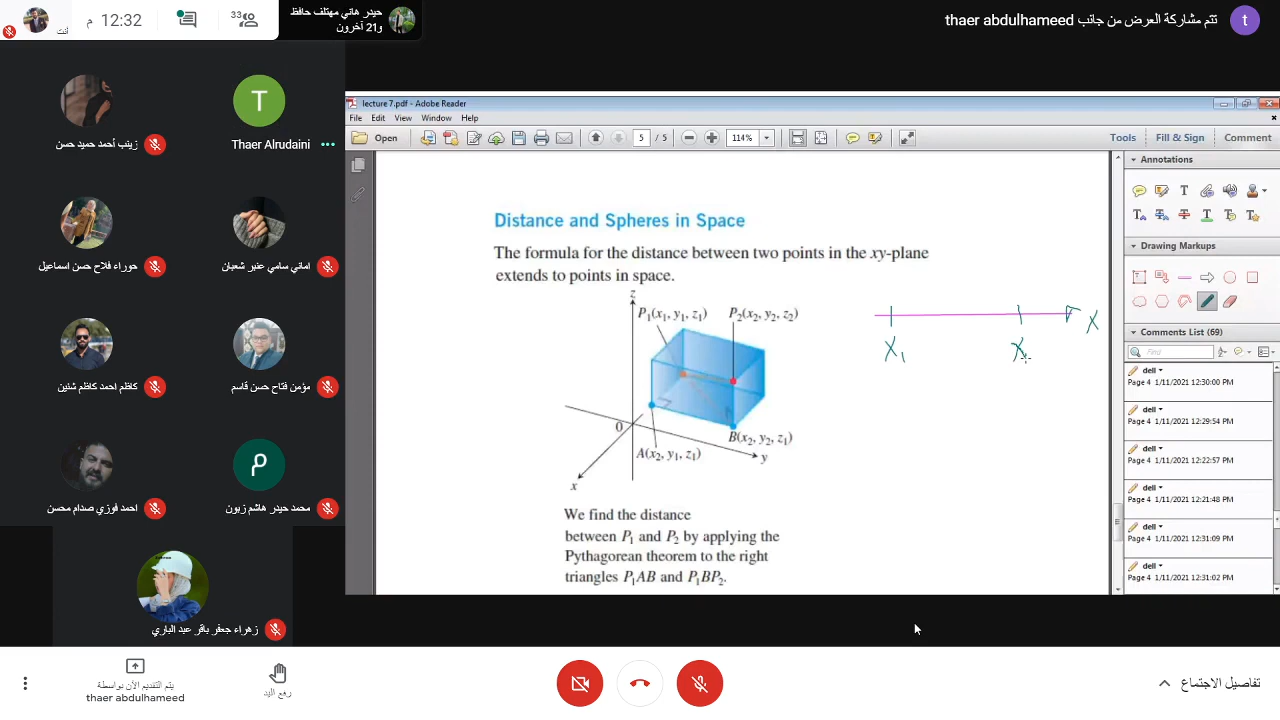 12:32 م
33
أنت
حيدر هاني مهتلف حافظ
و21 آخرون
تتم مشاركة العرض من جانب thaer abdulhameed
t
زينب أحمد حميد حسن
T
Thaer Alrudaini
حوراء فلاح حسن اسماعيل
اماني سامي عنبر شعبان
كاظم احمد كاظم شنين
مؤمن فتاح حسن قاسم
احمد فوزي صدام محسن
م
محمد حيدر هاشم زبون
زهراء جعفر باقر عبد الباري
lecture 7.pdf - Adobe Reader
File Edit View Window Help
Open
5 / 5
114%
Tools Fill & Sign Comment
Distance and Spheres in Space
The formula for the distance between two points in the xy-plane
extends to points in space.
z
P₁(x₁, y₁, z₁) P₂(x₂, y₂, z₂)
0
B(x₂, y₂, z₁)
A(x₂, y₁, z₁)
y
x
X
X₁
X
We find the distance
between P₁ and P₂ by applying the
Pythagorean theorem to the right
triangles P₁AB and P₁BP₂.
Annotations
T
T T T T T
Drawing Markups
Comments List (69)
Find
dell
Page 4 1/11/2021 12:30:00 PM
dell
Page 4 1/11/2021 12:29:54 PM
dell
Page 4 1/11/2021 12:22:57 PM
dell
Page 4 1/11/2021 12:21:48 PM
dell
Page 4 1/11/2021 12:31:09 PM
dell
Page 4 1/11/2021 12:31:02 PM
يتم التقديم الآن بواسطة
thaer abdulhameed
رفع اليد
تفاصيل الاجتماع